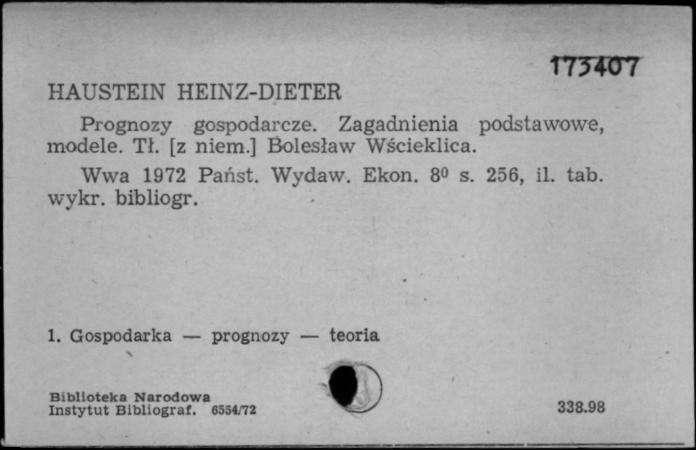 173407
HAUSTEIN HEINZ-DIETER
Prognozy gospodarcze. Zagadnienia podstawowe,
modele. Tł. [z niem.] Bolesław Wścieklica.
Wwa 1972 Państ. Wydaw. Ekon. 8⁰ s. 256, il. tab.
wykr. bibliogr.
1. Gospodarka — prognozy — teoria
Biblioteka Narodowa
Instytut Bibliograf. 6554/72
338.98